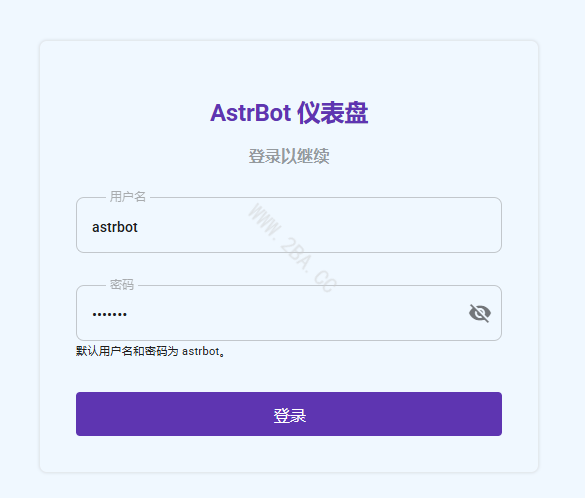 AstrBot 仪表盘
登录以继续
用户名
astrbot
WWW.2BA.CC
密码
•••••••
默认用户名和密码为 astrbot。
登录